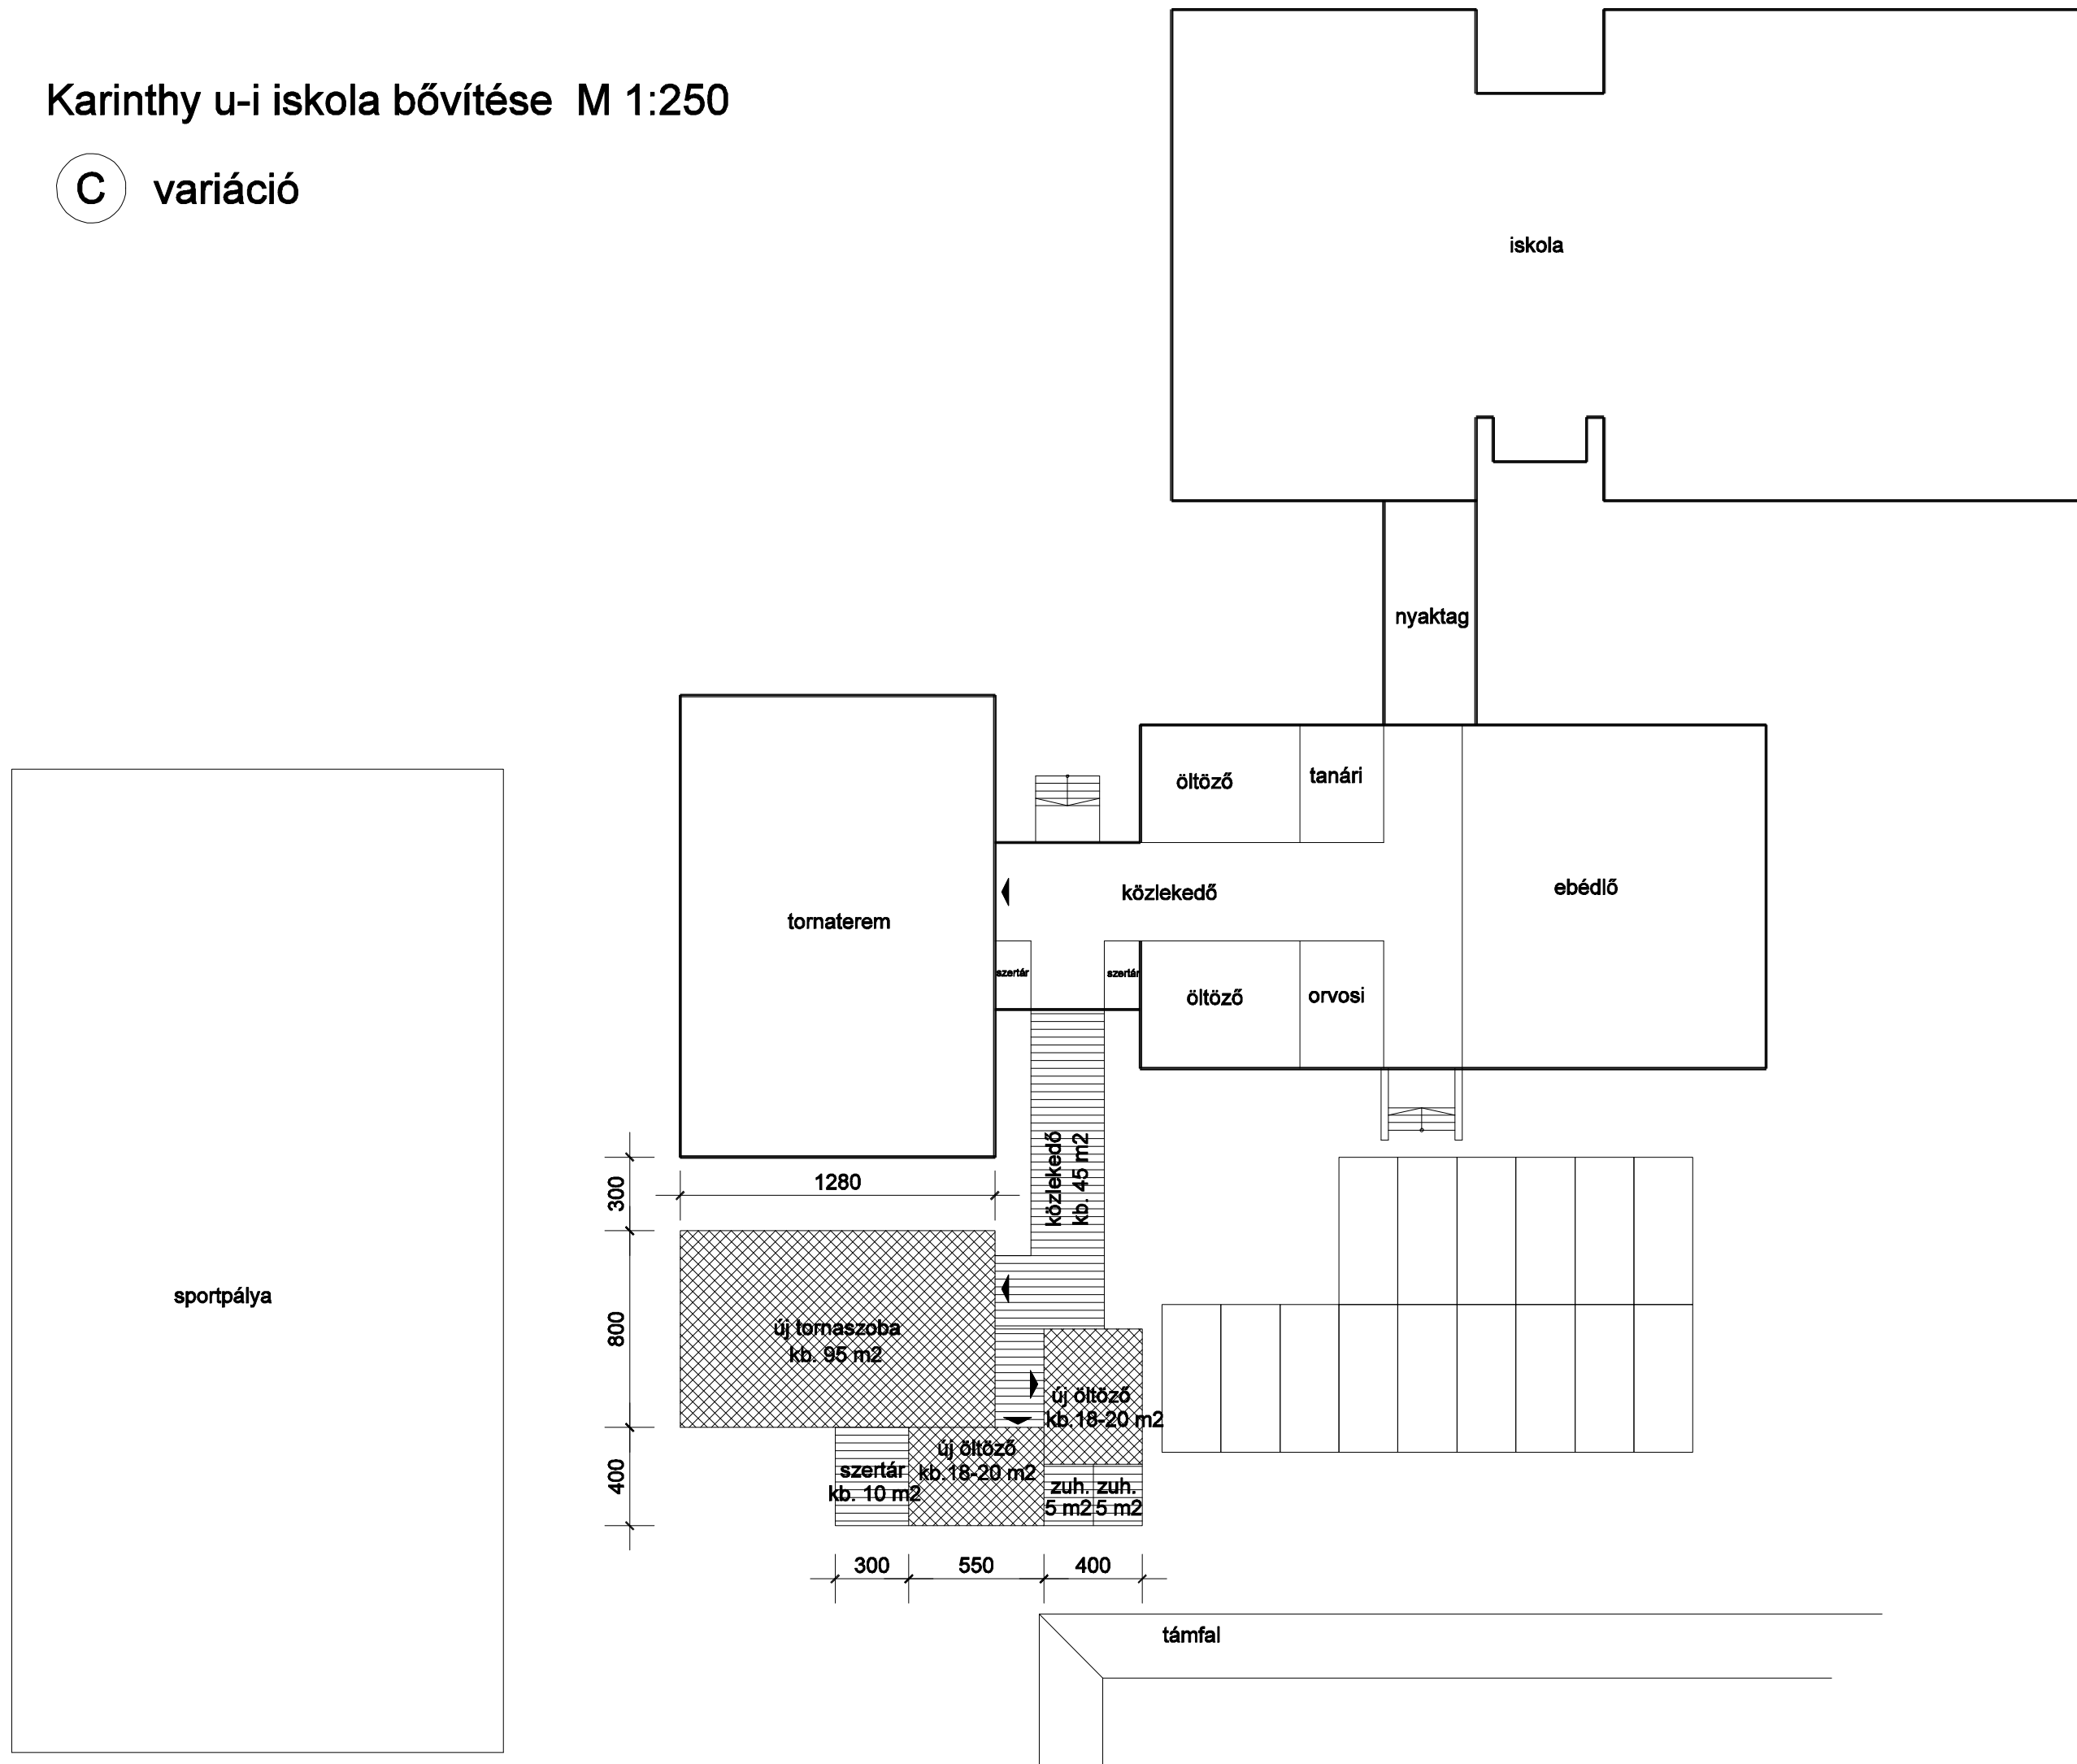 Karinthy u-i iskola bővítése M 1:250
C variáció
iskola
nyaktag
öltöző
tanári
közlekedő
ebédlő
tornaterem
szertár
szertár
öltöző
orvosi
sportpálya
közlekedő
kb. 45 m2
300
1280
800
új tornaszoba
kb. 95 m2
új öltöző
kb.18-20 m2
400
szertár
kb. 10 m2
új öltöző
kb.18-20 m2
zuh.
5 m2
zuh.
5 m2
300
550
400
támfal